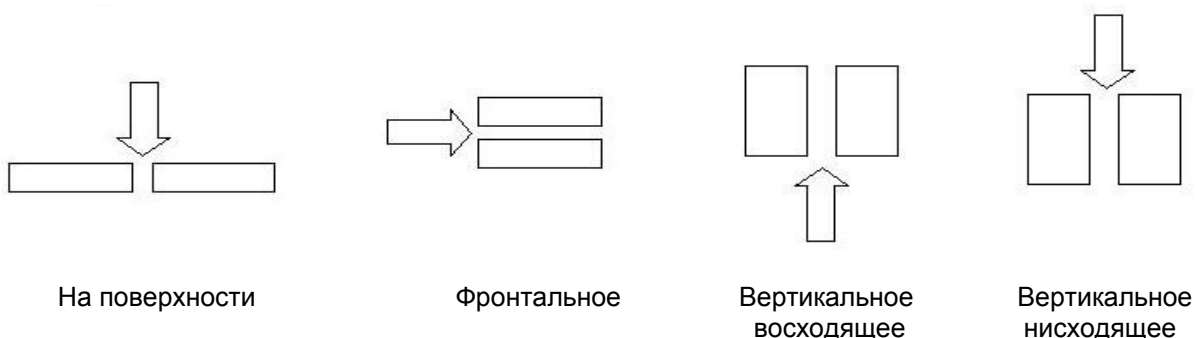 На поверхности
Фронтальное
Вертикальное
восходящее
Вертикальное
нисходящее